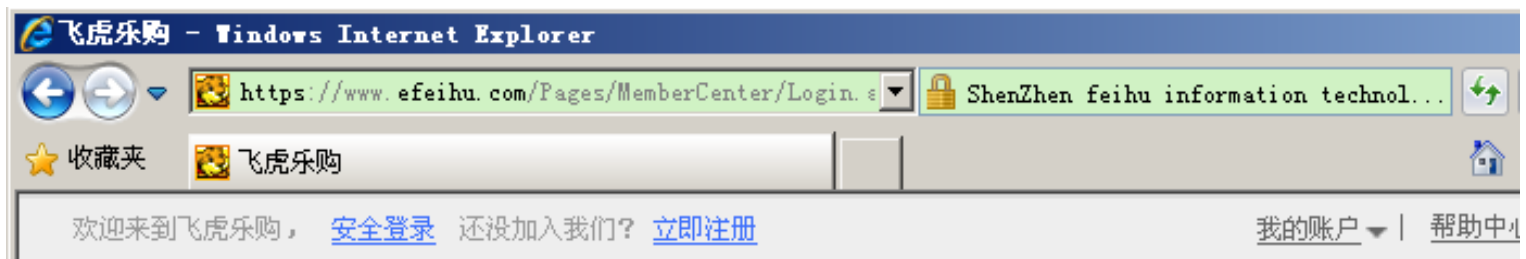 飞虎乐购 - Windows Internet Explorer
https://www.efeihu.com/Pages/MemberCenter/Login. ShenZhen feihu information technol...
收藏夹 飞虎乐购
欢迎来到飞虎乐购， 安全登录 还没加入我们? 立即注册 我的账户 | 帮助中心